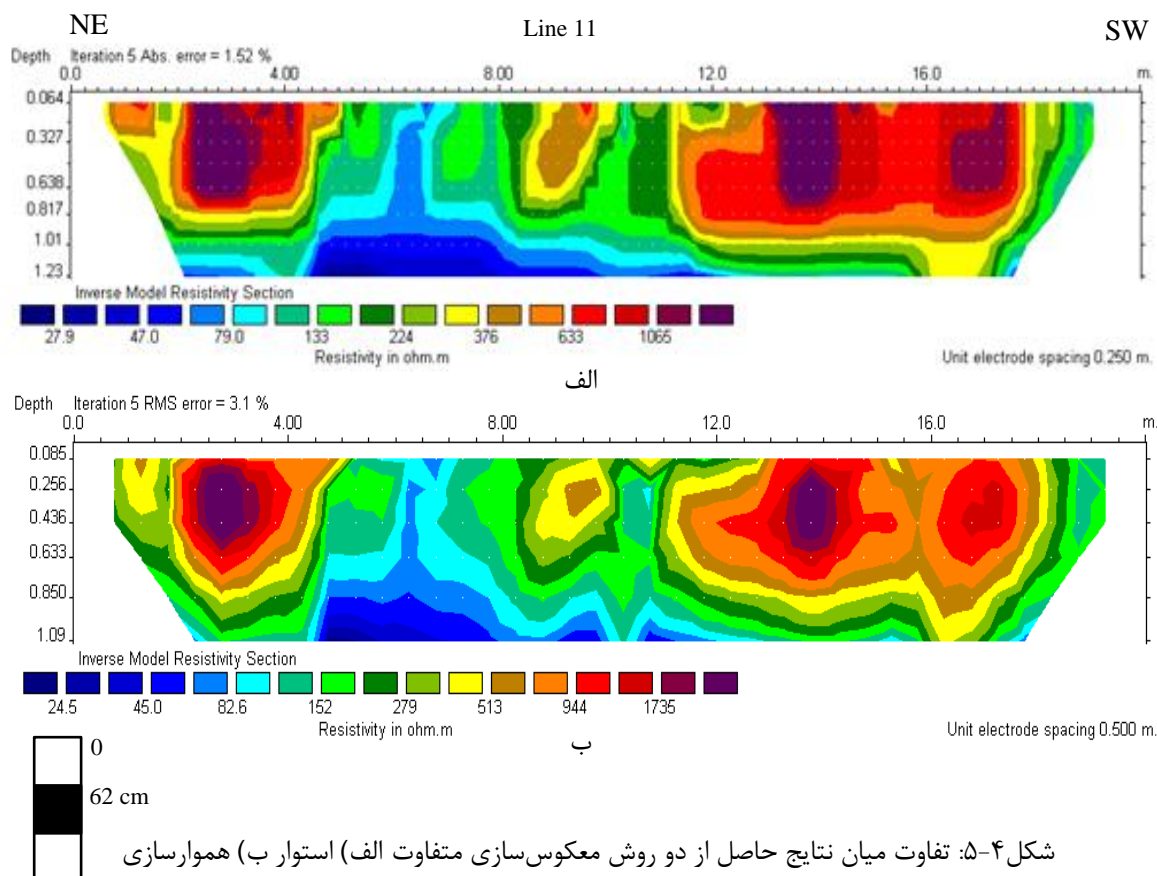 NE Line 11 SW
Depth Iteration 5 Abs. error = 1.52 %
0.0 4.00 8.00 12.0 16.0 m.
0.064
0.327
0.638
0.817
1.01
1.23
Inverse Model Resistivity Section
27.9 47.0 79.0 133 224 376 633 1065
Resistivity in ohm.m Unit electrode spacing 0.250 m.
الف
Depth Iteration 5 RMS error = 3.1 %
0.0 4.00 8.00 12.0 16.0 m.
0.085
0.256
0.436
0.633
0.850
1.09
Inverse Model Resistivity Section
24.5 45.0 82.6 152 279 513 944 1735
Resistivity in ohm.m Unit electrode spacing 0.500 m.
ب
0
62 cm
شکل۴-۵: تفاوت میان نتایج حاصل از دو روش معکوس‌سازی متفاوت الف) استوار ب) هموارسازی